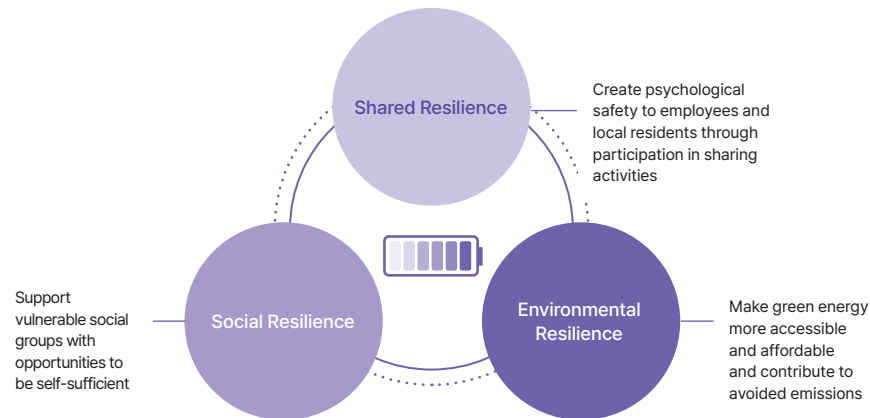 Shared Resilience
Create psychological
safety to employees and
local residents through
participation in sharing
activities
Support
vulnerable social
groups with
opportunities to
be self-sufficient
Social Resilience
Environmental
Resilience
Make green energy
more accessible
and affordable
and contribute to
avoided emissions